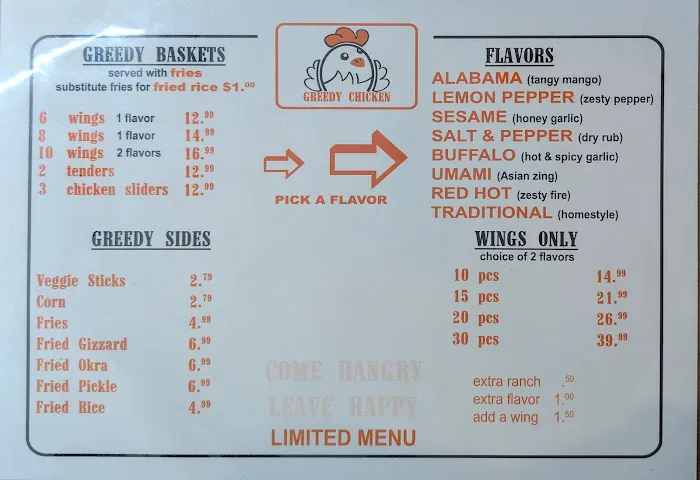 GREEDY BASKETS
served with fries
substitute fries for fried rice $1.00
6 wings 1 flavor 12.99
8 wings 1 flavor 14.99
10 wings 2 flavors 16.99
2 tenders 12.99
3 chicken sliders 12.99
GREEDY CHICKEN
PICK A FLAVOR
FLAVORS
ALABAMA (tangy mango)
LEMON PEPPER (zesty pepper)
SESAME (honey garlic)
SALT & PEPPER (dry rub)
BUFFALO (hot & spicy garlic)
UMAMI (Asian zing)
RED HOT (zesty fire)
TRADITIONAL (homestyle)
GREEDY SIDES
Veggie Sticks 2.79
Corn 2.79
Fries 4.99
Fried Gizzard 6.99
Fried Okra 6.99
Fried Pickle 6.99
Fried Rice 4.99
COME HANGRY
LEAVE HAPPY
LIMITED MENU
WINGS ONLY
choice of 2 flavors
10 pcs 14.99
15 pcs 21.99
20 pcs 26.99
30 pcs 39.99
extra ranch .50
extra flavor 1.00
add a wing 1.50